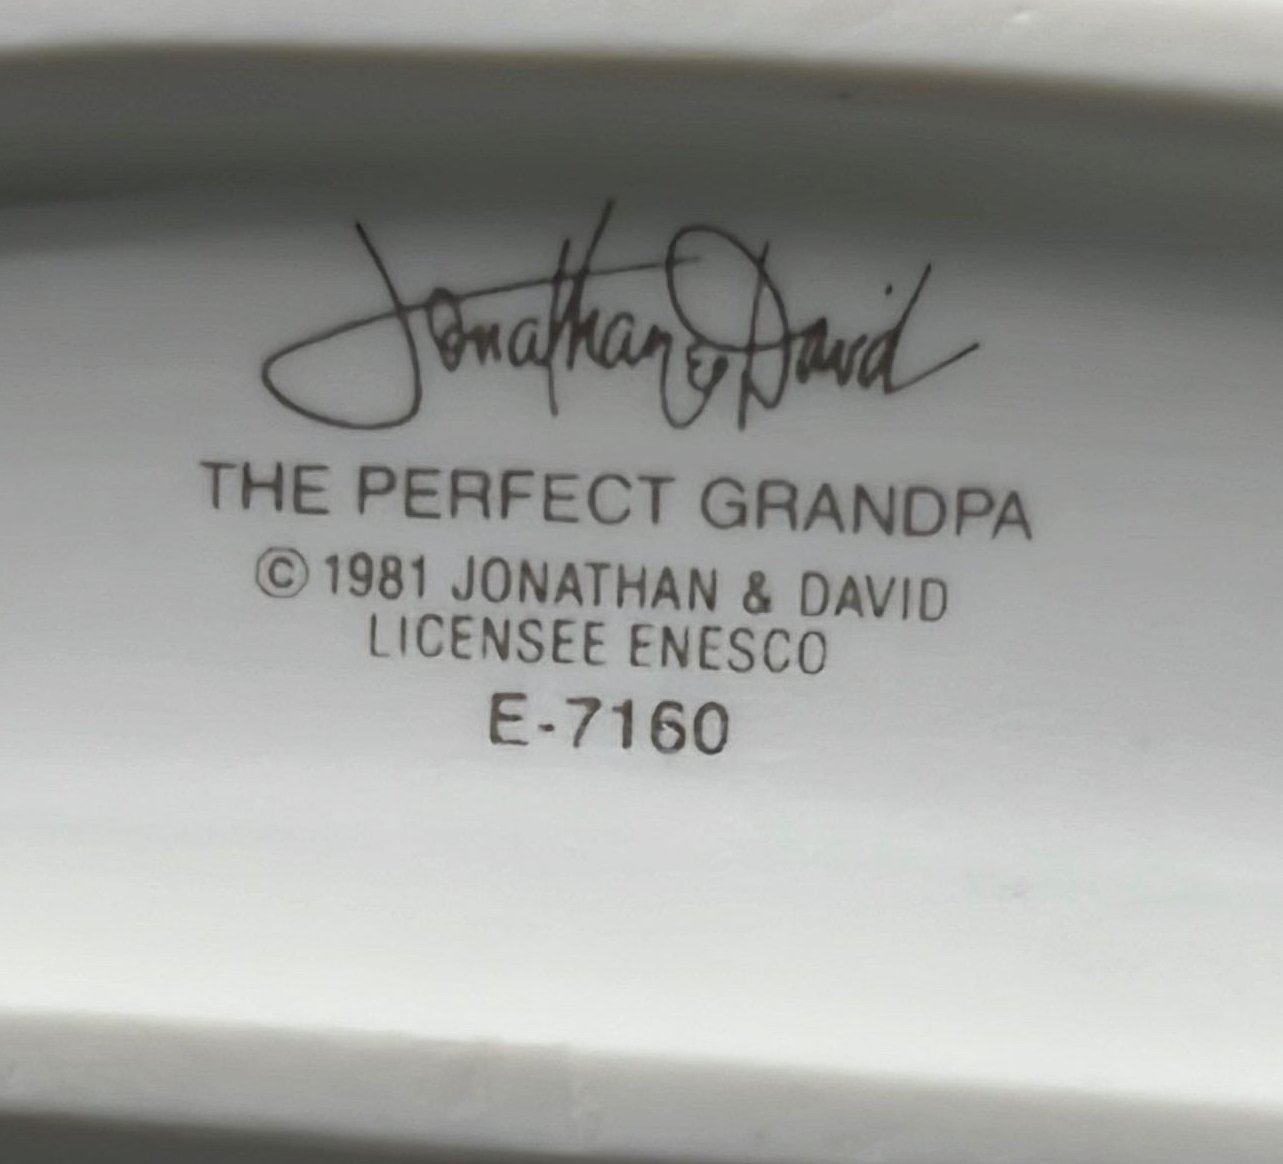 Jonathan & David
THE PERFECT GRANDPA
© 1981 JONATHAN & DAVID
LICENSEE ENESCO
E-7160